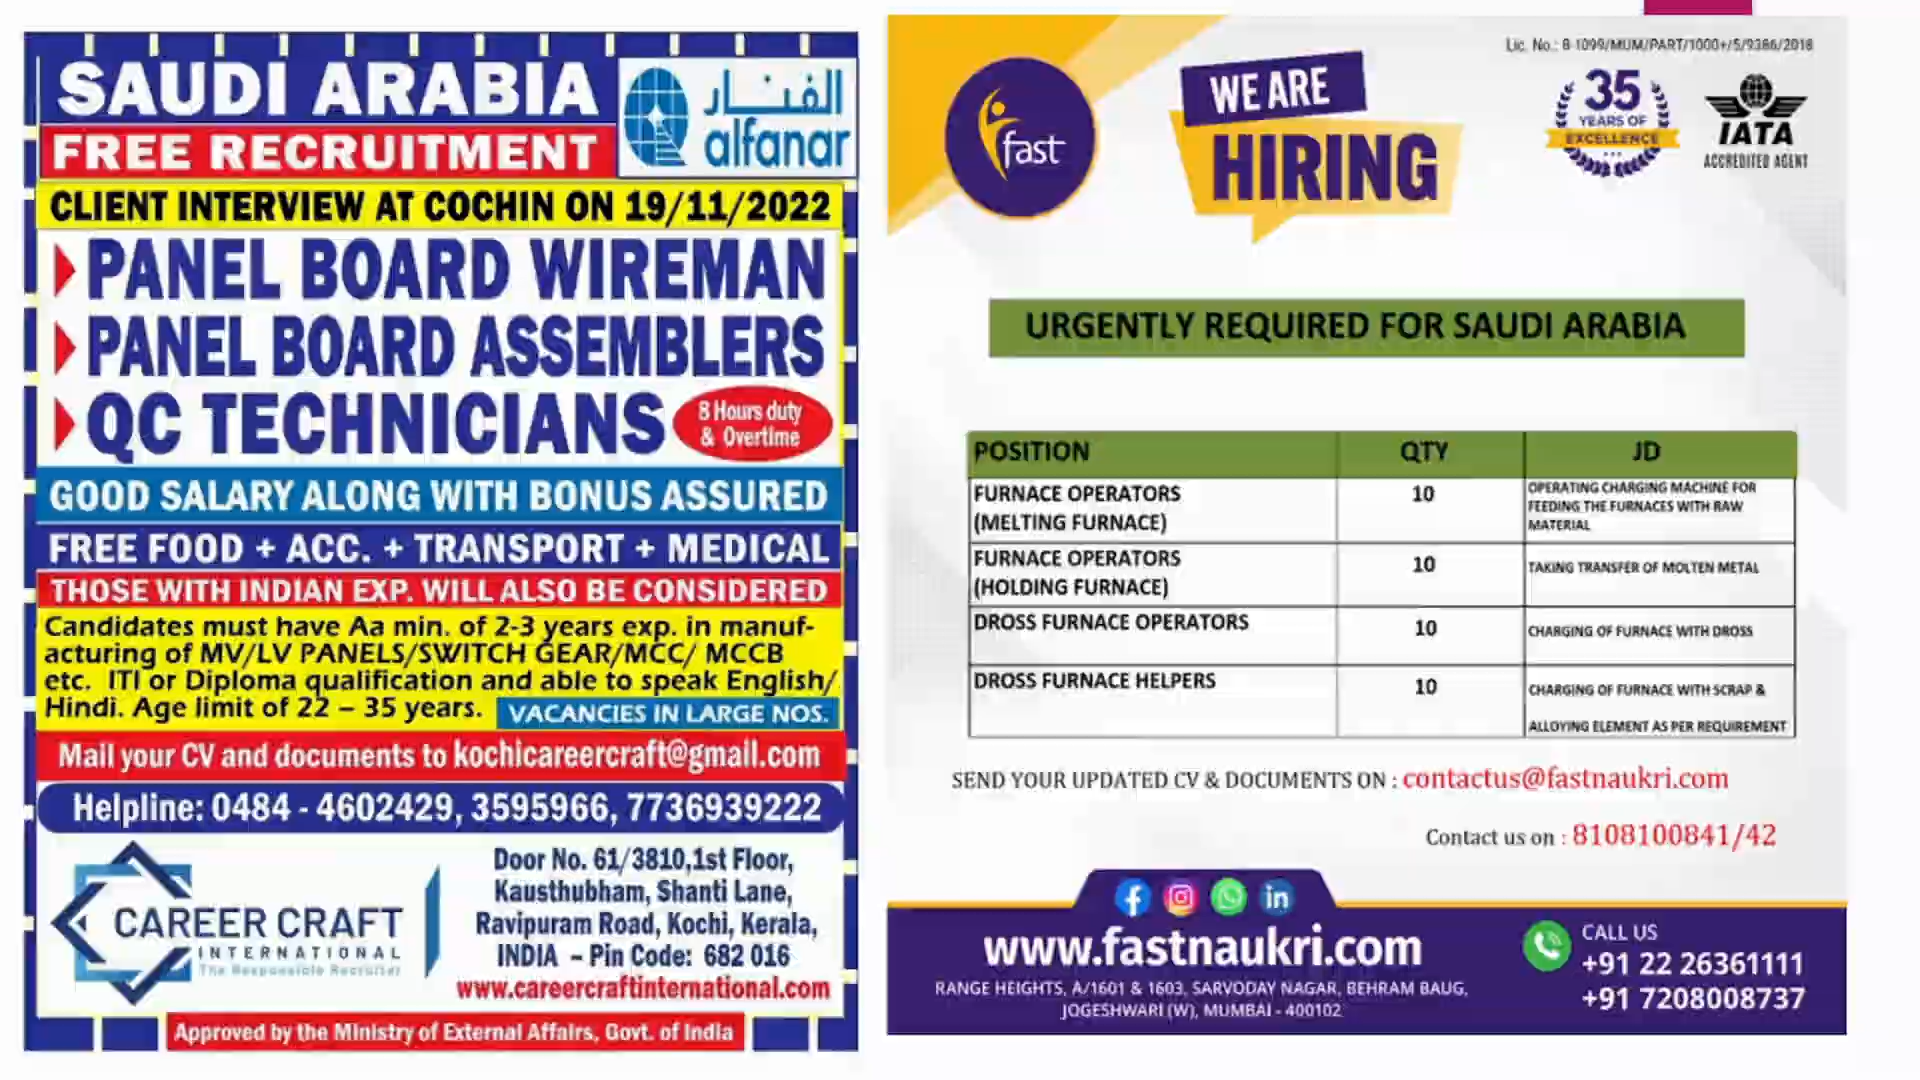 SAUDI ARABIA
FREE RECRUITMENT
الفنار
alfanar
CLIENT INTERVIEW AT COCHIN ON 19/11/2022
PANEL BOARD WIREMAN
PANEL BOARD ASSEMBLERS
QC TECHNICIANS
8 Hours duty
& Overtime
GOOD SALARY ALONG WITH BONUS ASSURED
FREE FOOD + ACC. + TRANSPORT + MEDICAL
THOSE WITH INDIAN EXP. WILL ALSO BE CONSIDERED
Candidates must have Aa min. of 2-3 years exp. in manuf-
acturing of MV/LV PANELS/SWITCH GEAR/MCC/ MCCB
etc. ITI or Diploma qualification and able to speak English/
Hindi. Age limit of 22 – 35 years.
VACANCIES IN LARGE NOS.
Mail your CV and documents to kochicareercraft@gmail.com
Helpline: 0484 - 4602429, 3595966, 7736939222
CAREER CRAFT
INTERNATIONAL
The Responsible Recruiter
Door No. 61/3810,1st Floor,
Kausthubham, Shanti Lane,
Ravipuram Road, Kochi, Kerala,
INDIA – Pin Code: 682 016
www.careercraftinternational.com
Approved by the Ministry of External Affairs, Govt. of India
Lic. No.: B-1099/MUM/PART/1000+/5/9386/2018
fast
WE ARE
HIRING
35
YEARS OF
EXCELLENCE
IATA
ACCREDITED AGENT
URGENTLY REQUIRED FOR SAUDI ARABIA
POSITION QTY JD
FURNACE OPERATORS
(MELTING FURNACE)
10
OPERATING CHARGING MACHINE FOR
FEEDING THE FURNACES WITH RAW
MATERIAL
FURNACE OPERATORS
(HOLDING FURNACE)
10
TAKING TRANSFER OF MOLTEN METAL
DROSS FURNACE OPERATORS
10
CHARGING OF FURNACE WITH DROSS
DROSS FURNACE HELPERS
10
CHARGING OF FURNACE WITH SCRAP &
ALLOYING ELEMENT AS PER REQUIREMENT
SEND YOUR UPDATED CV & DOCUMENTS ON : contactus@fastnaukri.com
Contact us on : 8108100841/42
www.fastnaukri.com
RANGE HEIGHTS, A/1601 & 1603, SARVODAY NAGAR, BEHRAM BAUG,
JOGESHWARI (W), MUMBAI - 400102
CALL US
+91 22 26361111
+91 7208008737